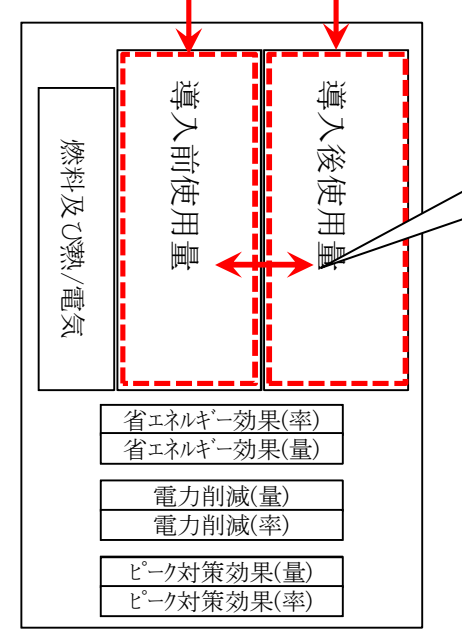 導入後使用量
導入前使用量
燃料及び熱/電気
省エネルギー効果(率)
省エネルギー効果(量)
電力削減(量)
電力削減(率)
ピーク対策効果(量)
ピーク対策効果(率)